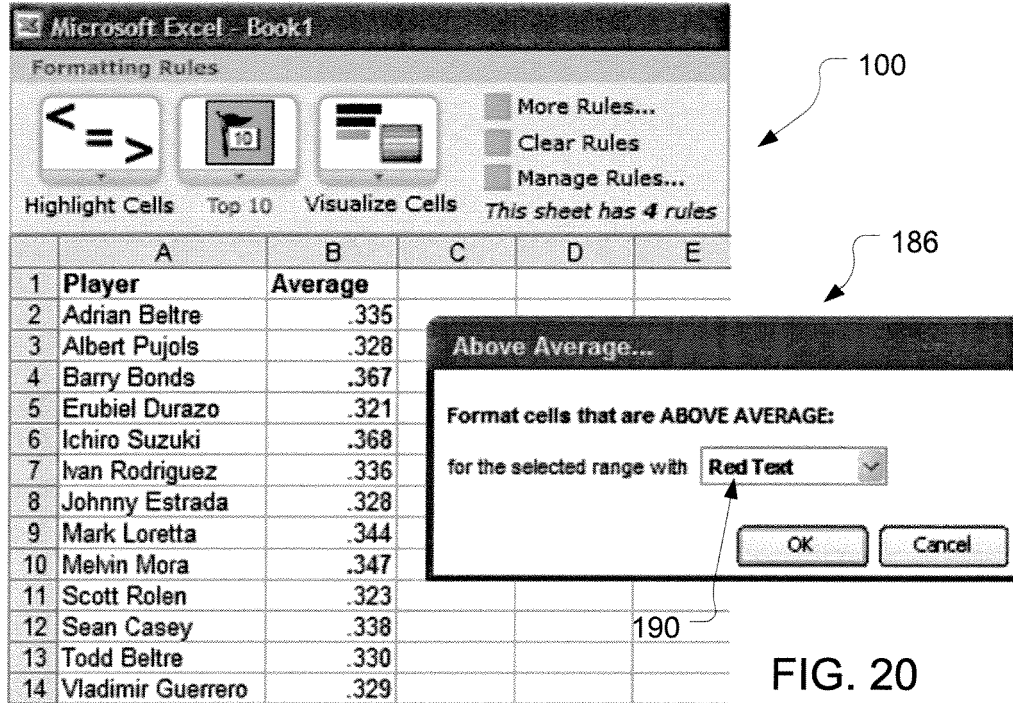 Microsoft Excel - Book1
Formatting Rules
100
< = >
10
More Rules...
Clear Rules
Manage Rules...
Highlight Cells Top 10 Visualize Cells This sheet has 4 rules
186
A B C D E
1 Player Average
2 Adrian Beltre .335
3 Albert Pujols .328
4 Barry Bonds .367
5 Erubiel Durazo .321
6 Ichiro Suzuki .368
7 Ivan Rodriguez .336
8 Johnny Estrada .328
9 Mark Loretta .344
10 Melvin Mora .347
11 Scott Rolen .323
12 Sean Casey .338
13 Todd Beltre .330
14 Vladimir Guerrero .329
Above Average...
Format cells that are ABOVE AVERAGE:
for the selected range with Red Text
OK Cancel
190
FIG. 20